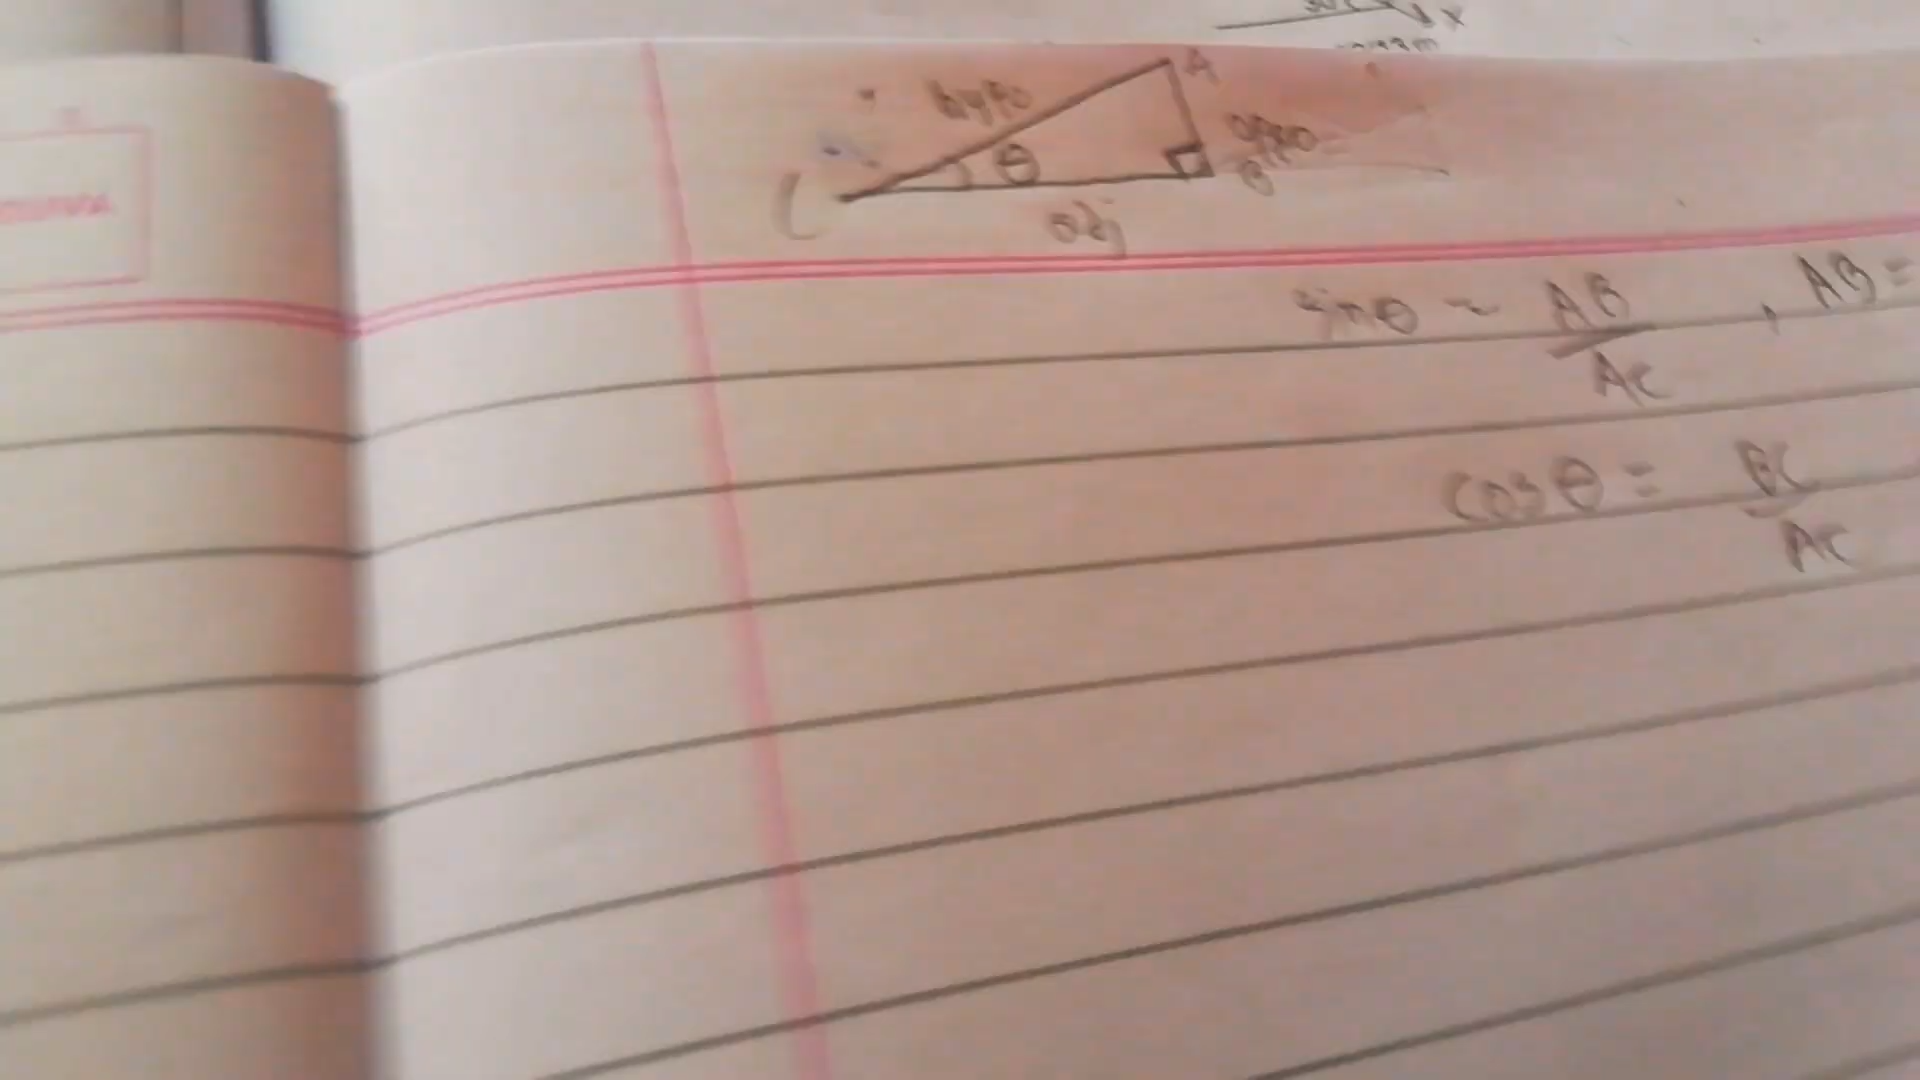 A
hypo
oppo
θ
B
C
adj
sinθ = AB/AC , AB =
cosθ = BC/AC